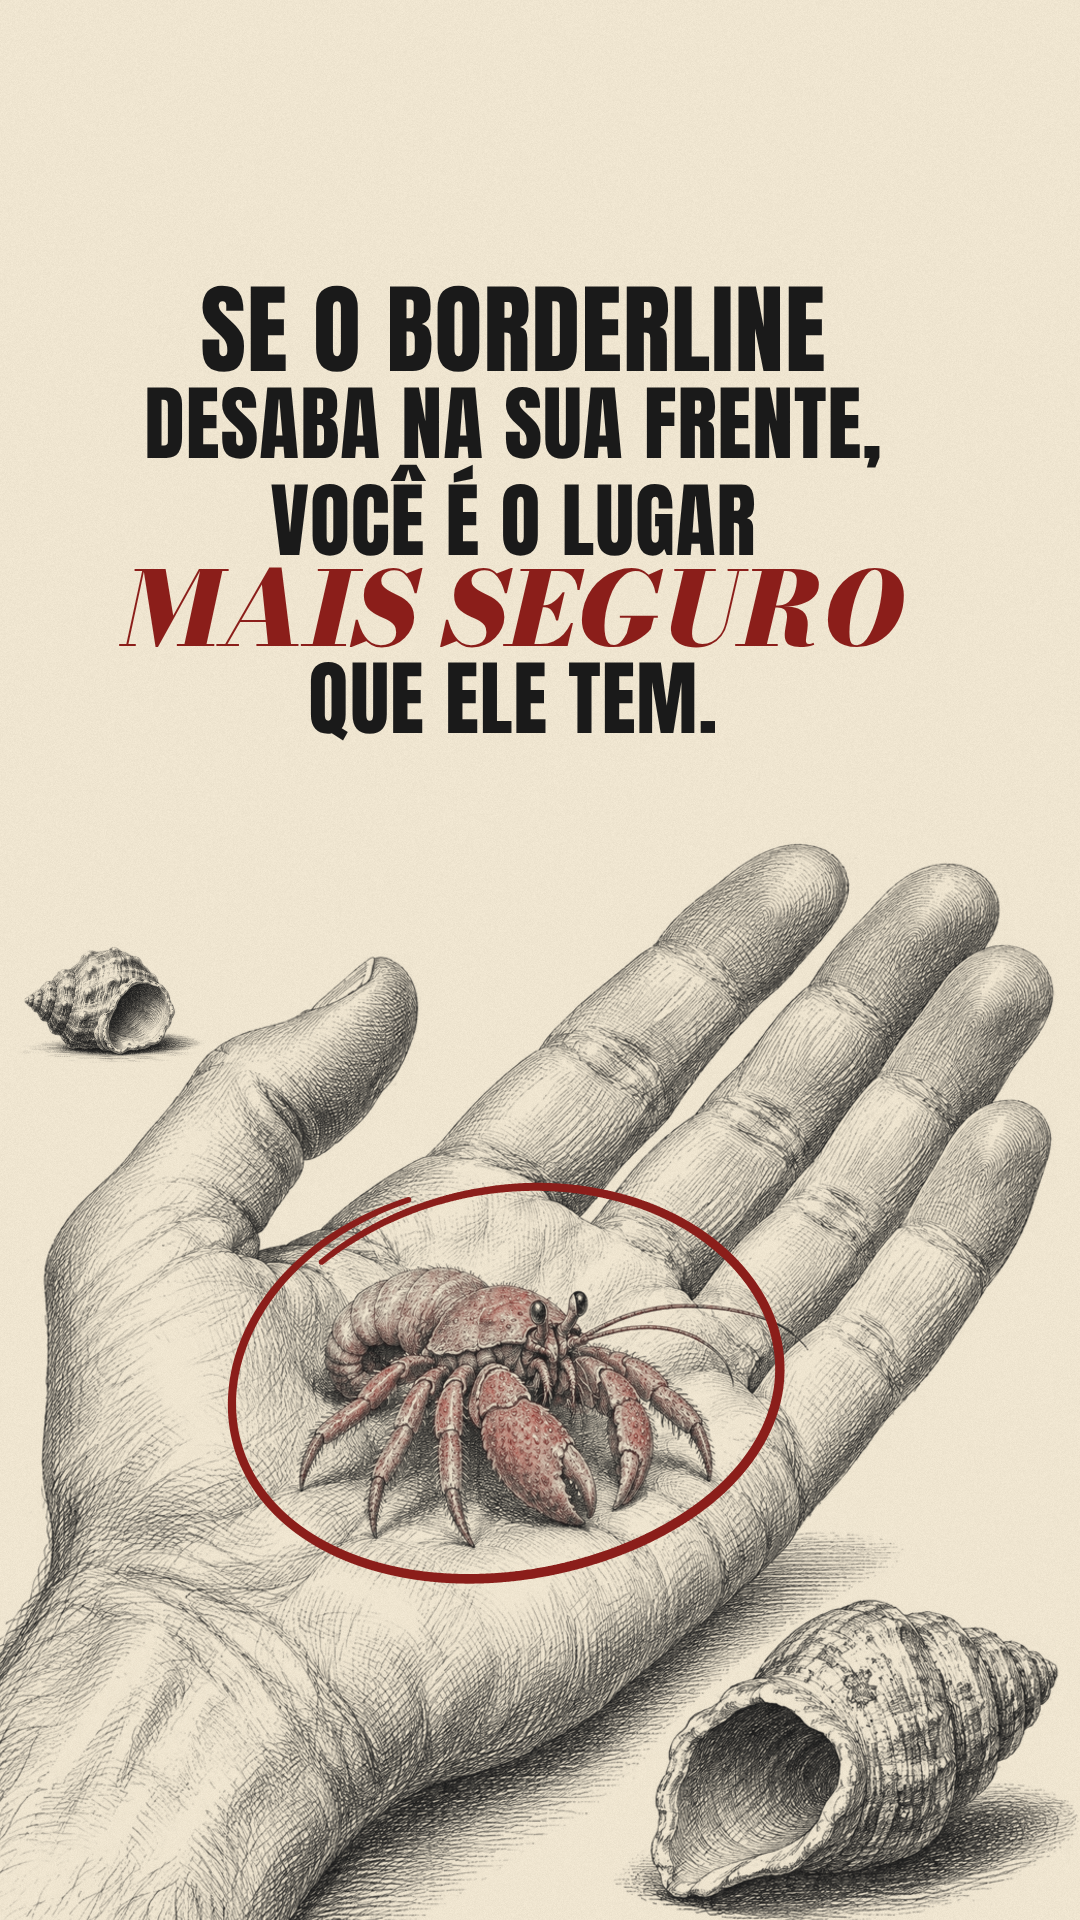 SE O BORDERLINE
DESABA NA SUA FRENTE,
VOCÊ É O LUGAR
MAIS SEGURO
QUE ELE TEM.